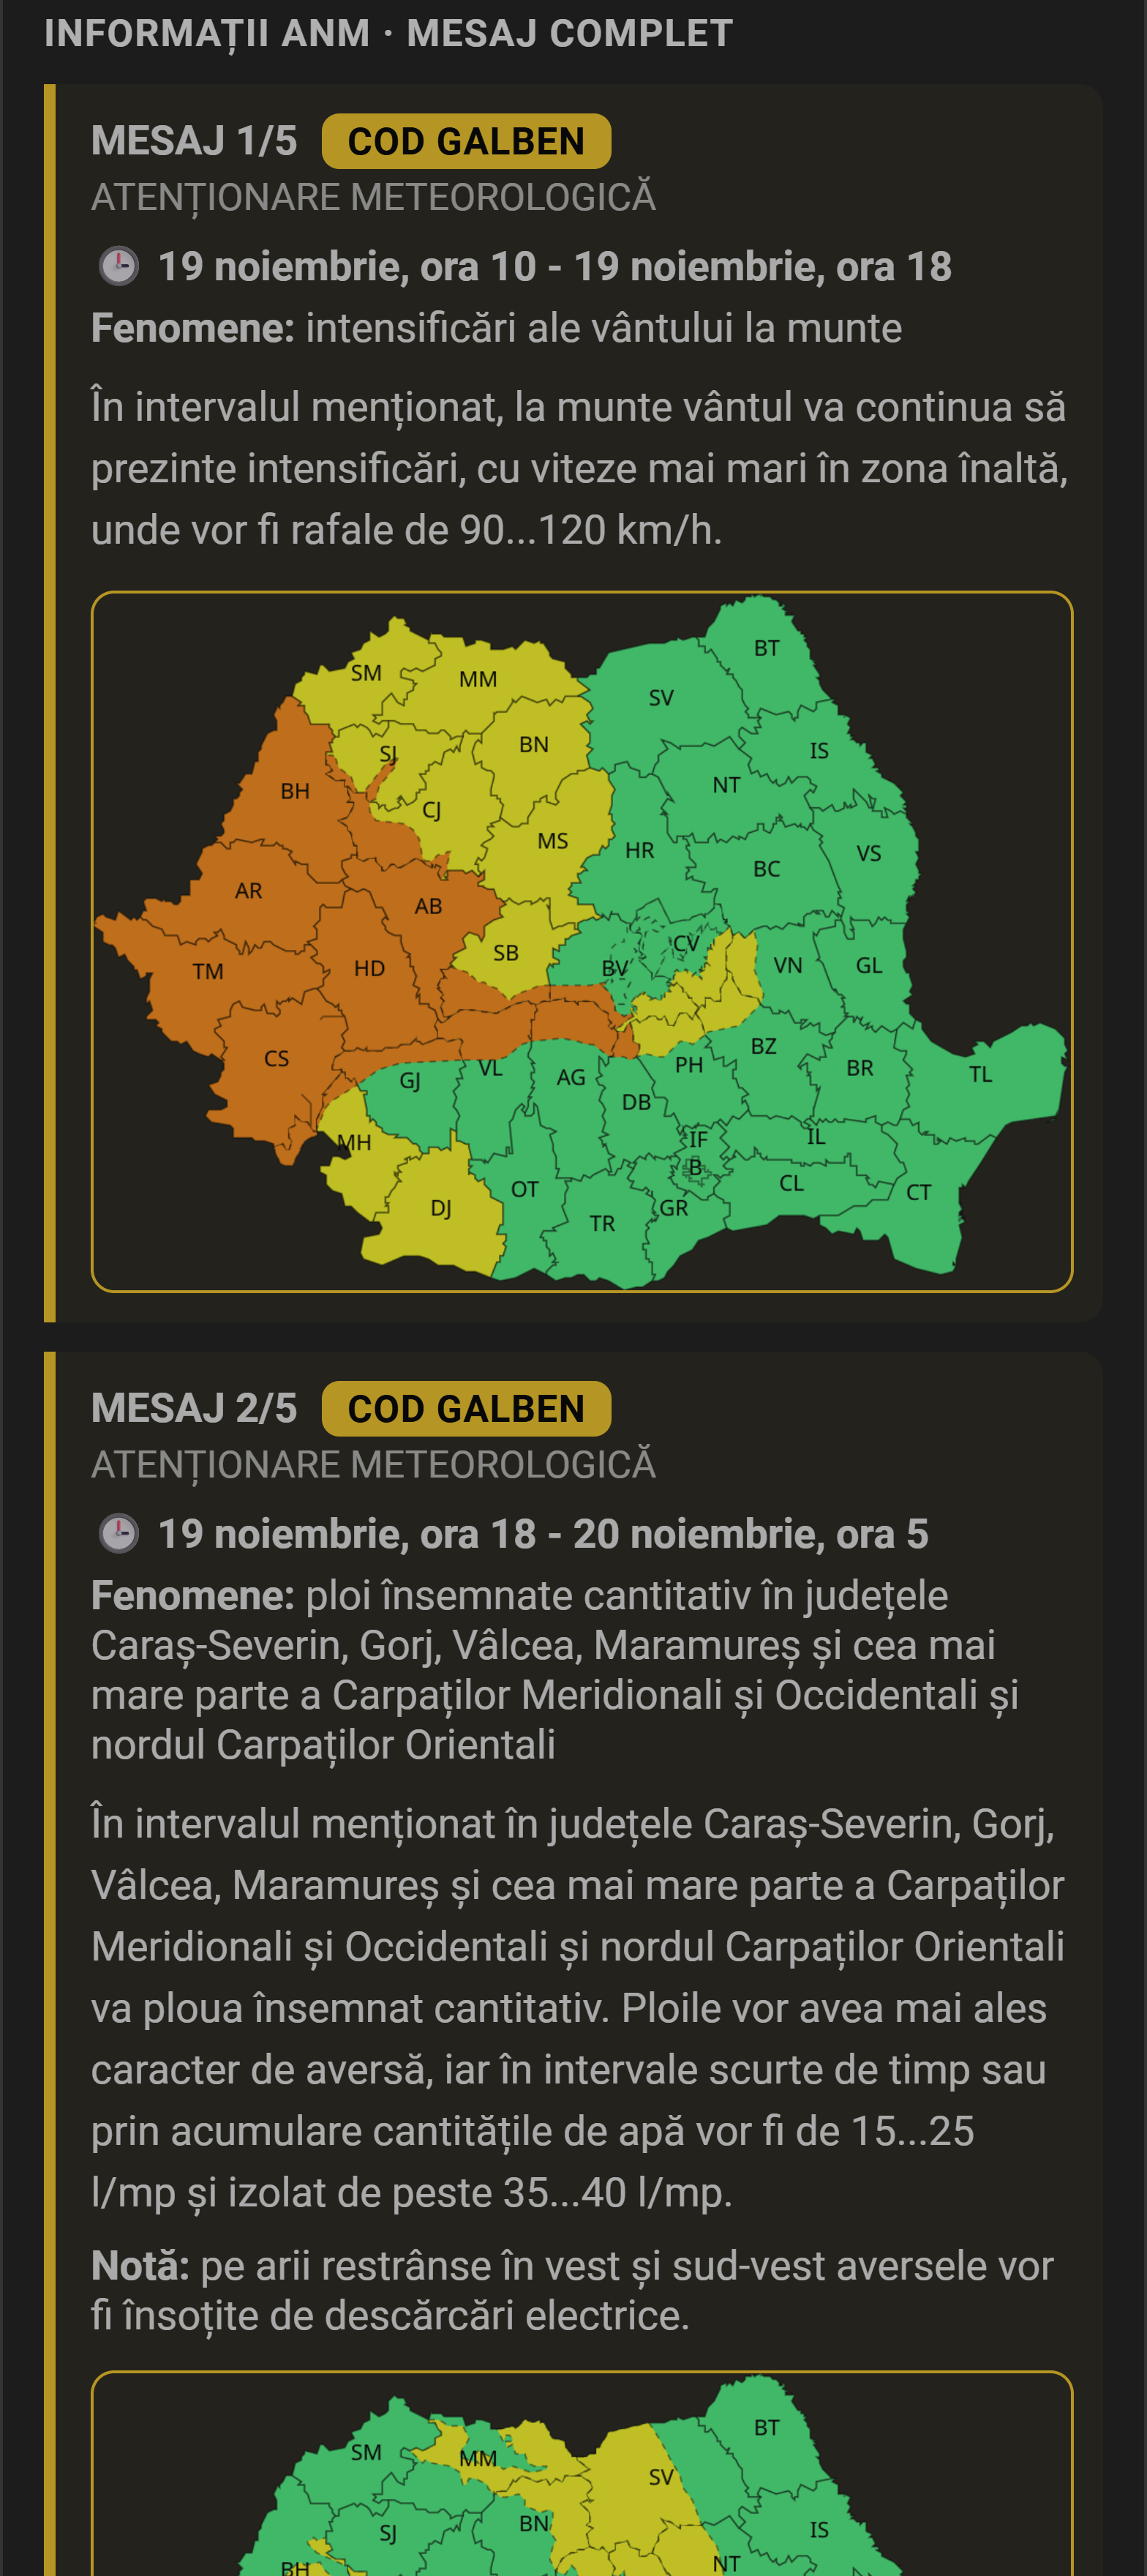 INFORMAȚII ANM · MESAJ COMPLET
MESAJ 1/5 COD GALBEN
ATENȚIONARE METEOROLOGICĂ
19 noiembrie, ora 10 - 19 noiembrie, ora 18
Fenomene: intensificări ale vântului la munte
În intervalul menționat, la munte vântul va continua să
prezinte intensificări, cu viteze mai mari în zona înaltă,
unde vor fi rafale de 90...120 km/h.
BT
SM
MM
SV
BN
IS
SJ
NT
BH
CJ
MS
HR
VS
BC
AR
AB
CV
SB
BV
VN
GL
TM
HD
BZ
CS
PH
BR
TL
VL
GJ
AG
DB
IF
IL
MH
B
CL
OT
CT
DJ
GR
TR
MESAJ 2/5 COD GALBEN
ATENȚIONARE METEOROLOGICĂ
19 noiembrie, ora 18 - 20 noiembrie, ora 5
Fenomene: ploi însemnate cantitativ în județele
Caraș-Severin, Gorj, Vâlcea, Maramureș și cea mai
mare parte a Carpaților Meridionali și Occidentali și
nordul Carpaților Orientali
În intervalul menționat în județele Caraș-Severin, Gorj,
Vâlcea, Maramureș și cea mai mare parte a Carpaților
Meridionali și Occidentali și nordul Carpaților Orientali
va ploua însemnat cantitativ. Ploile vor avea mai ales
caracter de aversă, iar în intervale scurte de timp sau
prin acumulare cantitățile de apă vor fi de 15...25
l/mp și izolat de peste 35...40 l/mp.
Notă: pe arii restrânse în vest și sud-vest aversele vor
fi însoțite de descărcări electrice.
BT
SM
MM
SV
BN
IS
SJ
NT
BH